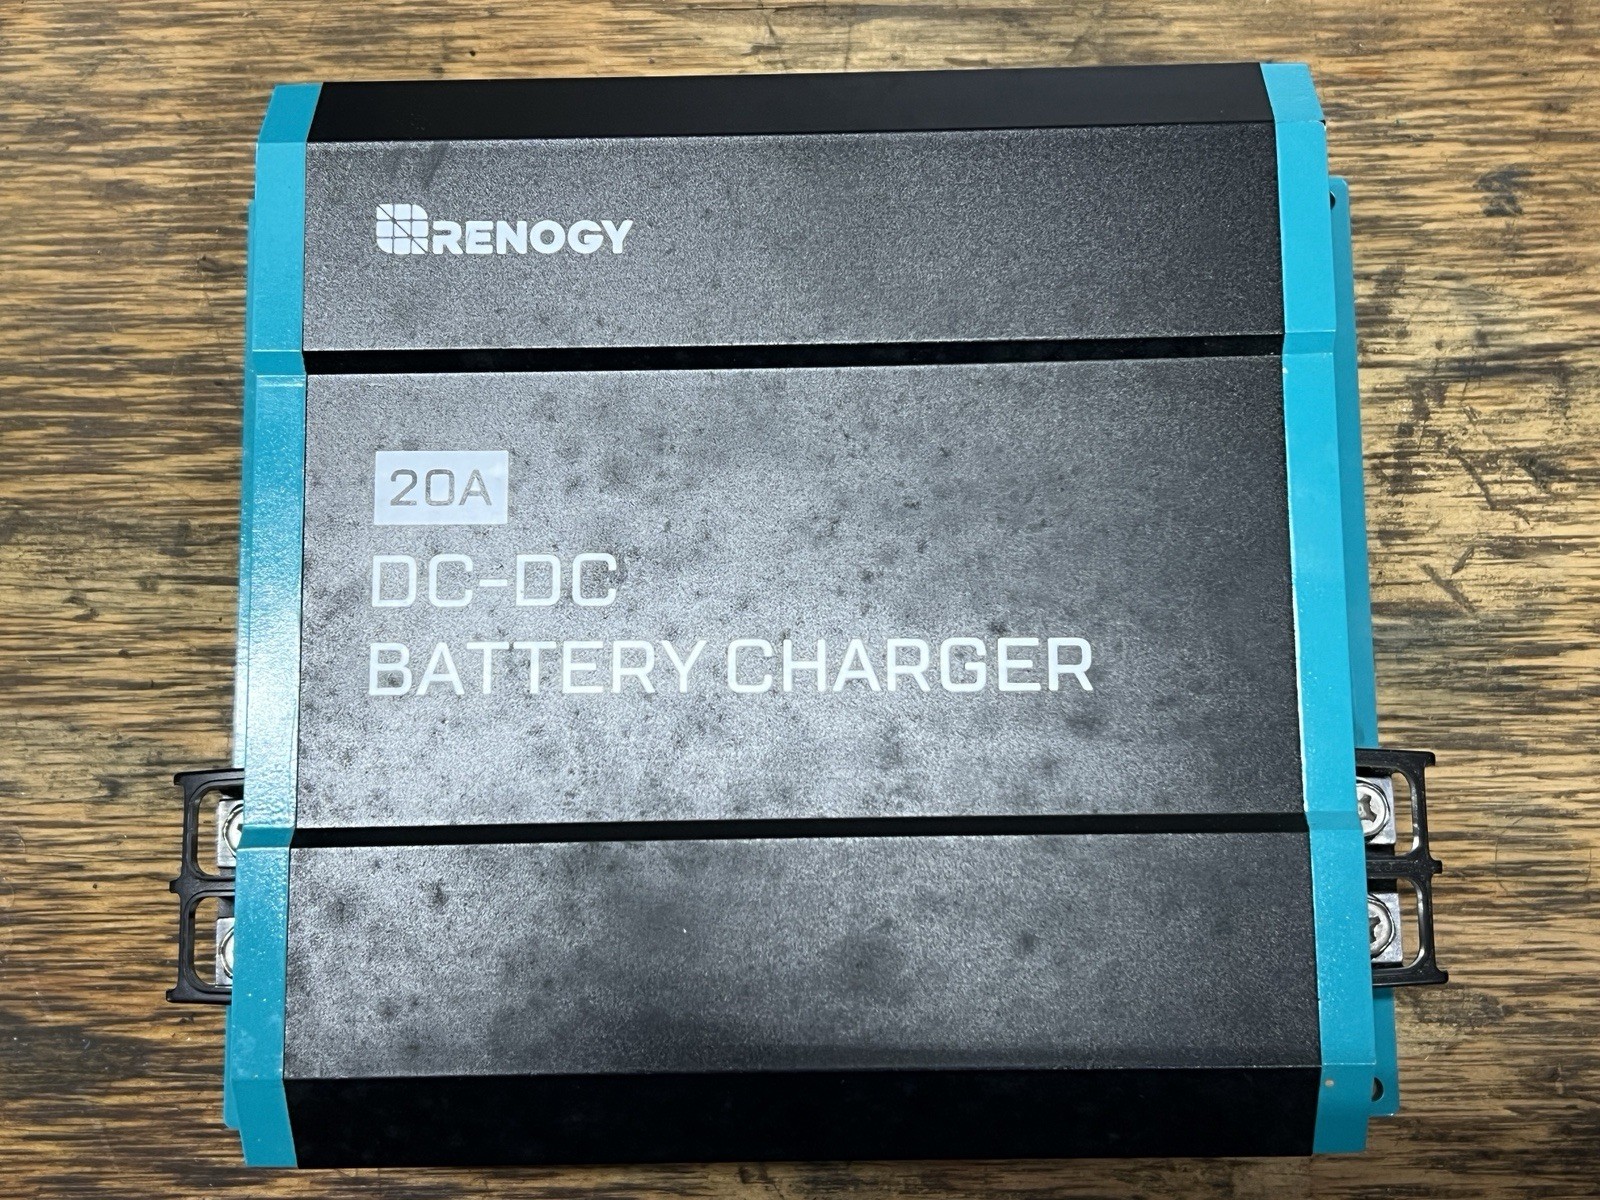 RENOGY
20A
DC-DC
BATTERY CHARGER